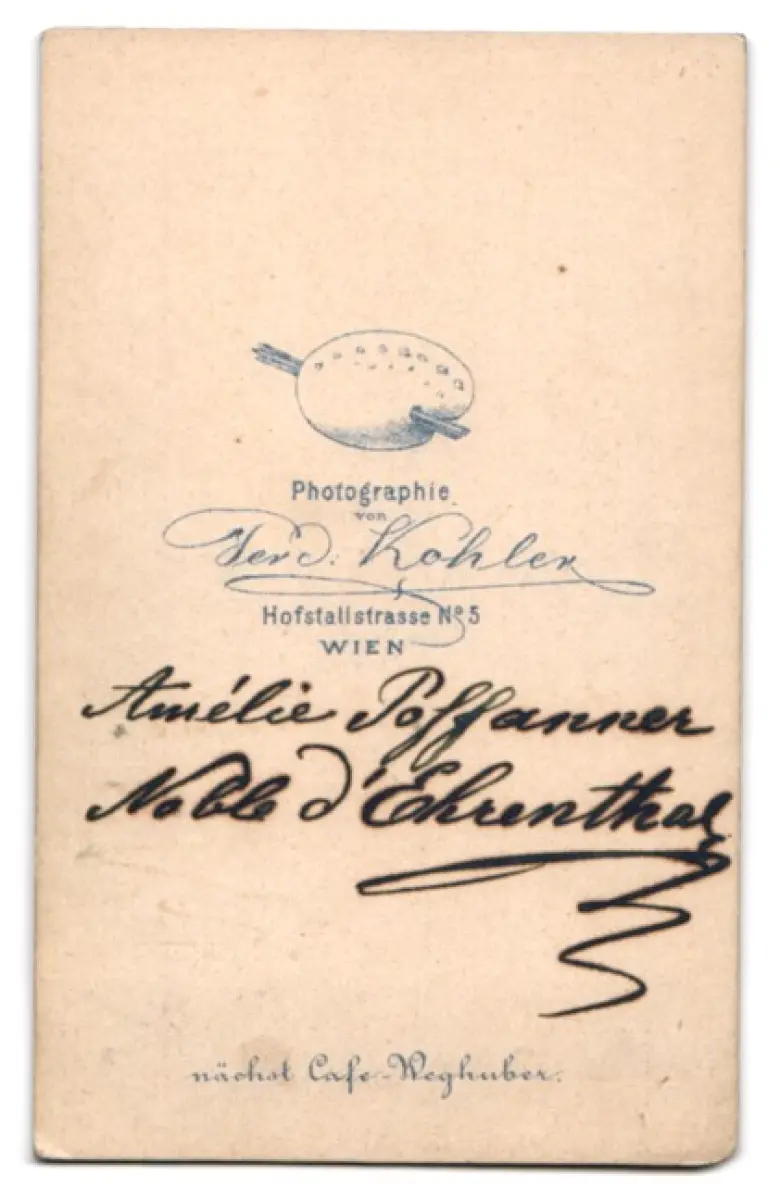 Photographie
von
Ferd. Kohler
Hofstallstrasse No 5
WIEN
Amélie Poffanner
Noble d'Ehrenthal
nächst Cafe-Weghuber.